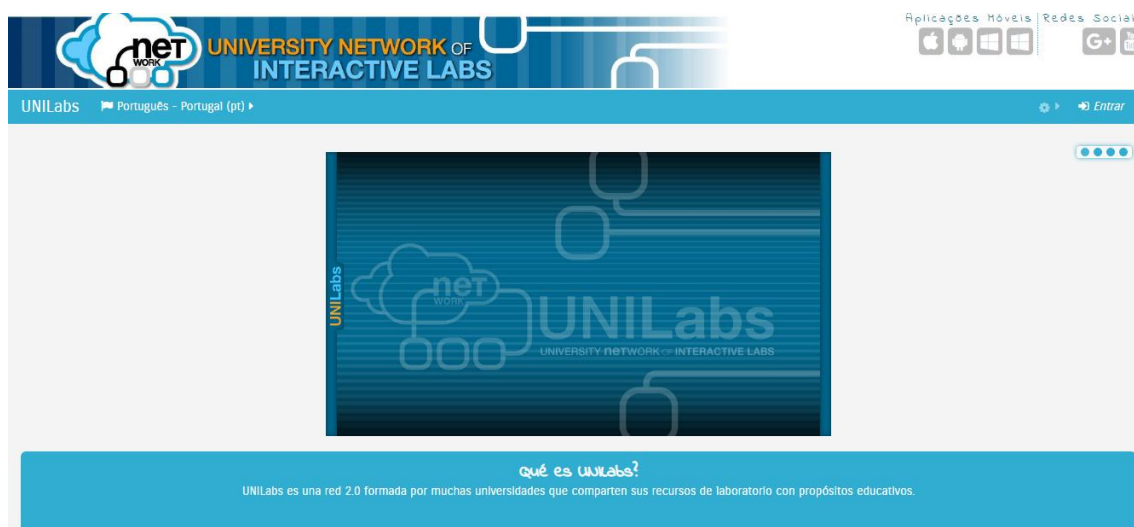 Aplicações Móveis
Redes Sociai
net
WORK
UNIVERSITY NETWORK OF
INTERACTIVE LABS
G+
You
UNILabs
Português - Portugal (pt)
Entrar
UNILabs
net
WORK
UNILabs
UNIVERSITY network OF INTERACTIVE LABS
Qué es UNILabs?
UNILabs es una red 2.0 formada por muchas universidades que comparten sus recursos de laboratorio con propósitos educativos.